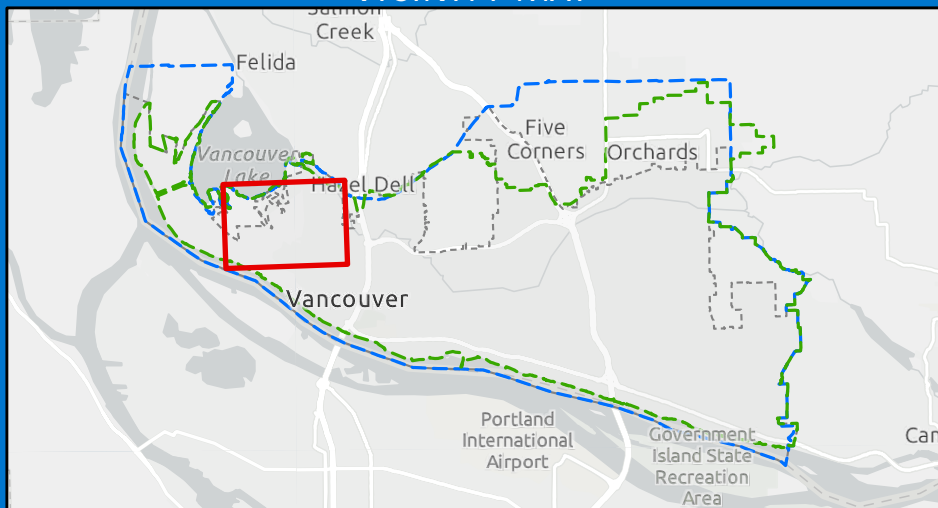 Salmon
Creek
Felida
Five
Corners
Orchards
Vancouver
Lake
Hazel Dell
Vancouver
Portland
International
Airport
Government
Island State
Recreation
Area